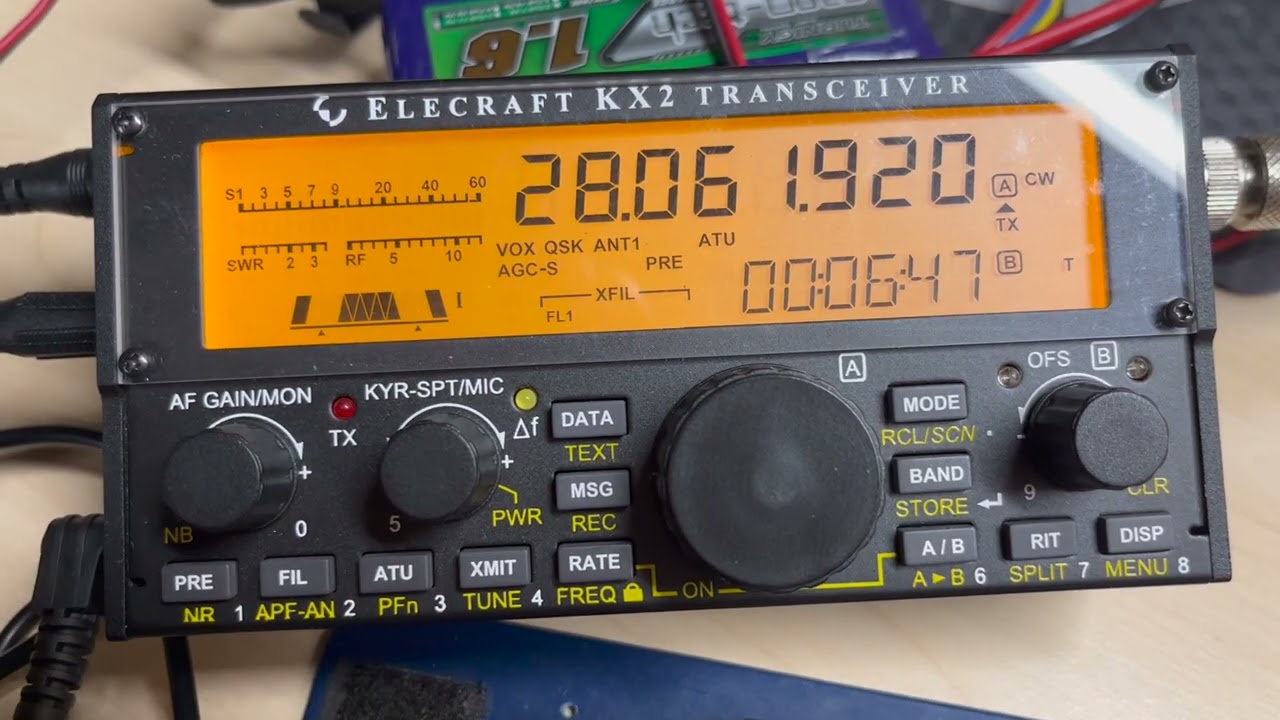 1.6
ELECRAFT KX2 TRANSCEIVER
S1 3 5 7 9 20 40 60
28.061.920
A CW
TX
SWR 2 3 RF 5 10
VOX QSK ANT1 ATU
AGC-S PRE
00:06:47 B T
I
XFIL
FL1
AF GAIN/MON
TX
KYR-SPT/MIC
Δf
+
+
NB 0
5 PWR
DATA
TEXT
MSG
REC
RATE
FREQ
ON
A
MODE
RCL/SCN
BAND
STORE
A / B
A ▸ B 6
OFS B
9 CLR
RIT
SPLIT 7
DISP
MENU 8
PRE
NR 1
FIL
APF-AN 2
ATU
PFn 3
XMIT
TUNE 4